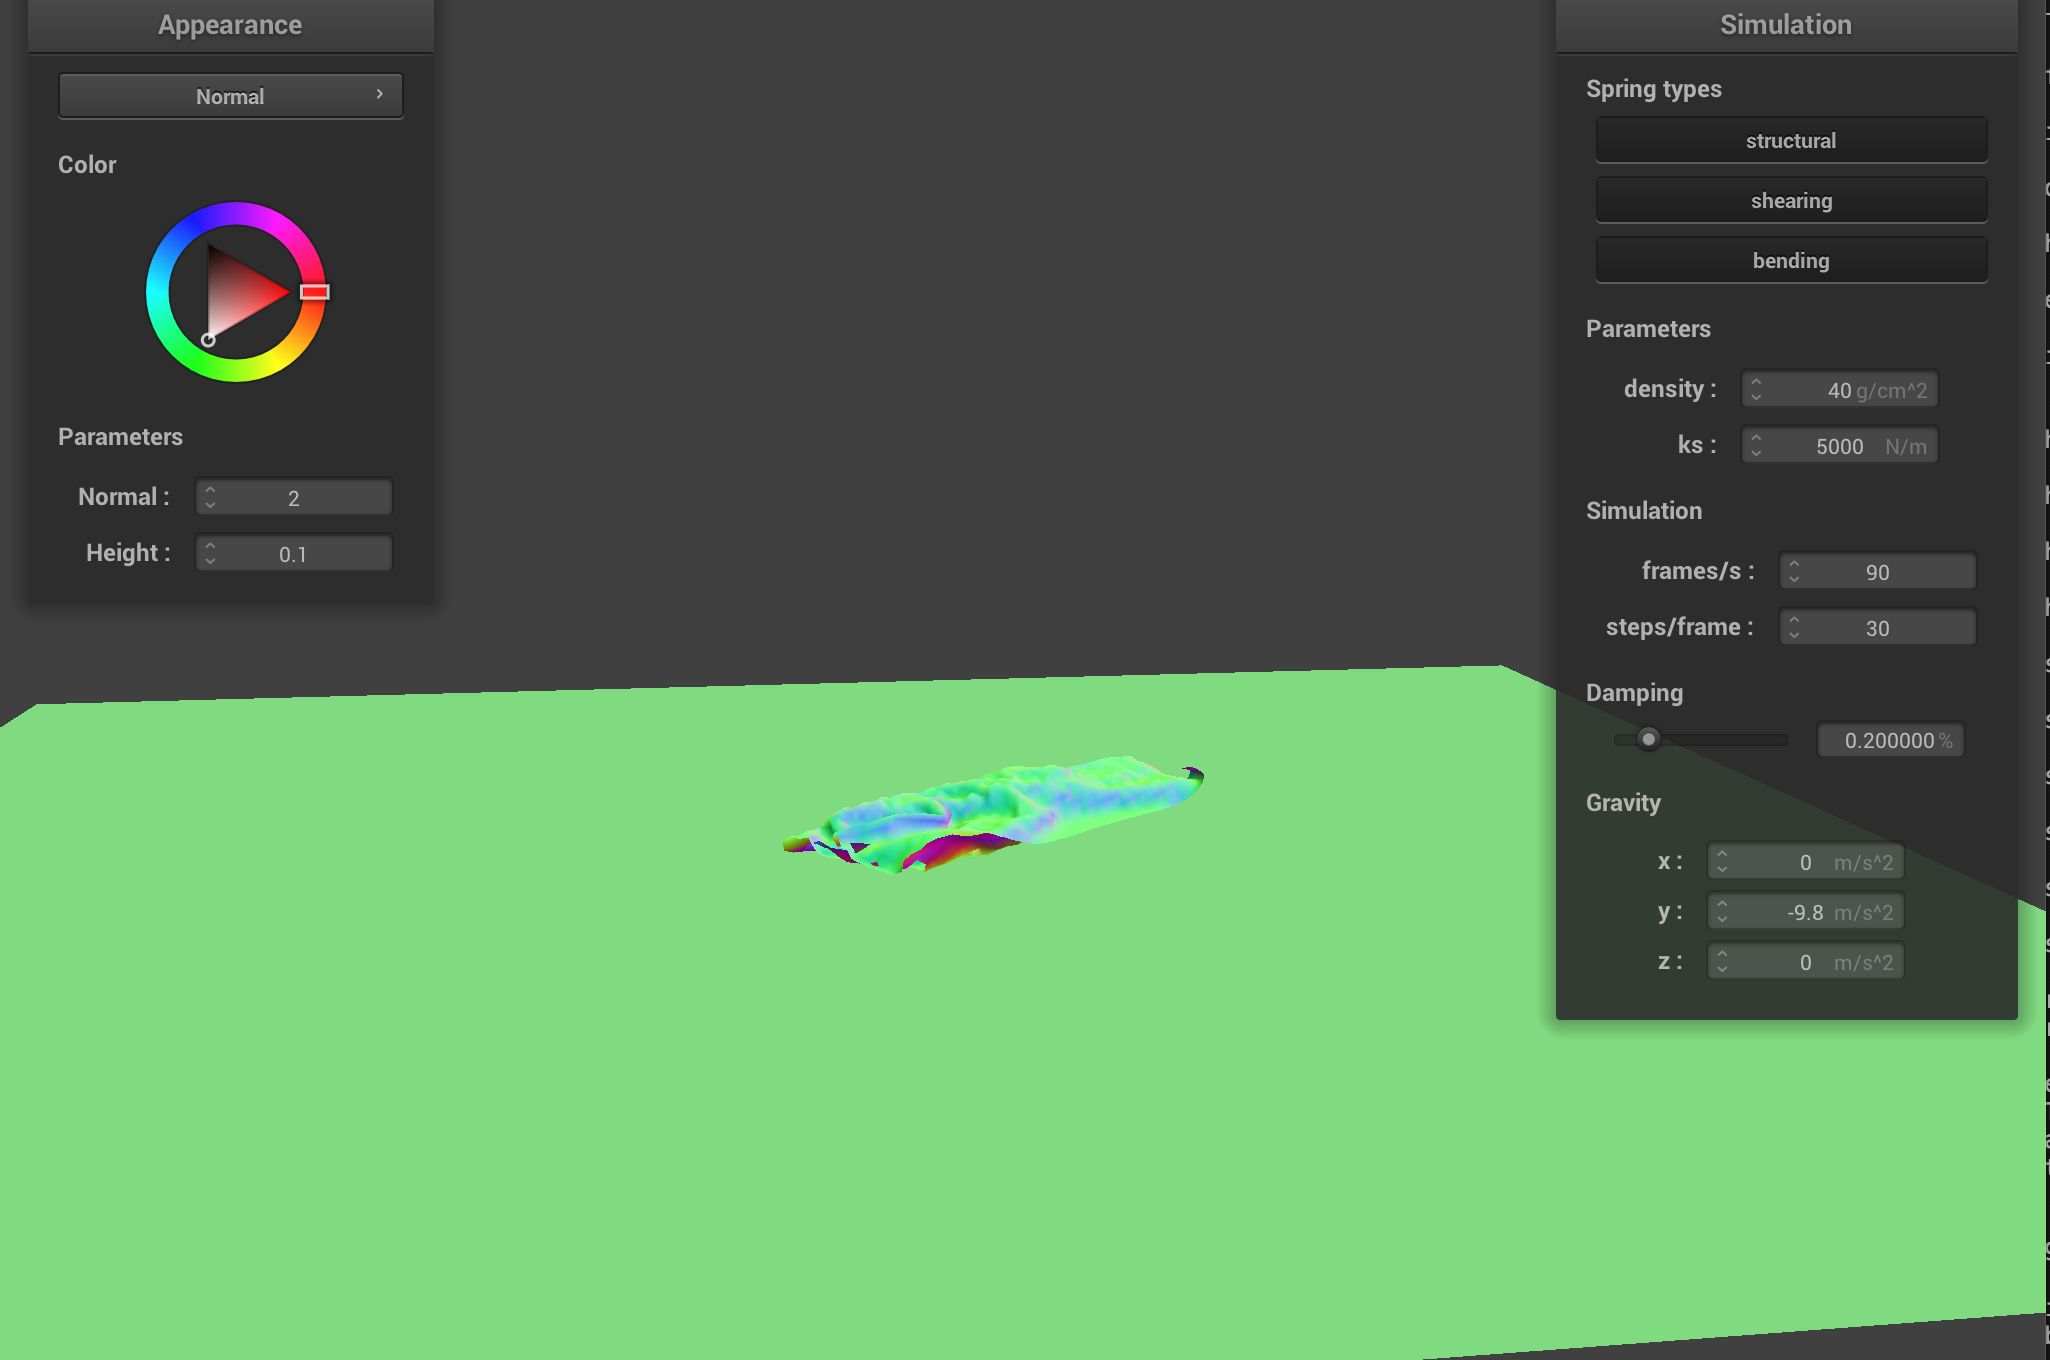 Appearance
Normal
Color
Parameters
Normal : 2
Height : 0.1
Simulation
Spring types
structural
shearing
bending
Parameters
density : 40 g/cm^2
ks : 5000 N/m
Simulation
frames/s : 90
steps/frame : 30
Damping
0.200000 %
Gravity
x : 0 m/s^2
y : -9.8 m/s^2
z : 0 m/s^2